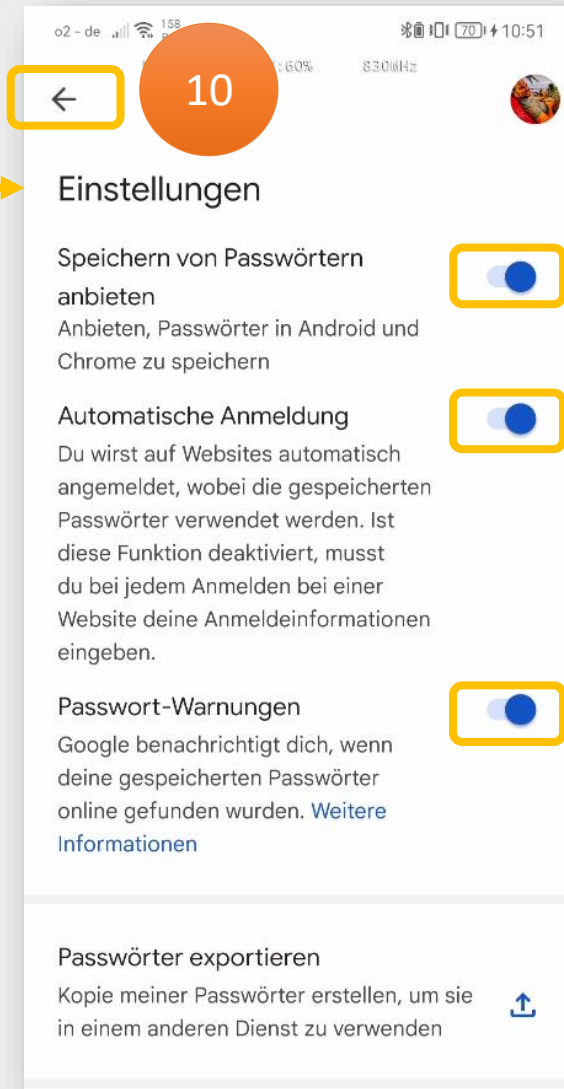 o2 - de 158 70 10:51
:60% 830MHz
10
Einstellungen
Speichern von Passwörtern
anbieten
Anbieten, Passwörter in Android und
Chrome zu speichern
Automatische Anmeldung
Du wirst auf Websites automatisch
angemeldet, wobei die gespeicherten
Passwörter verwendet werden. Ist
diese Funktion deaktiviert, musst
du bei jedem Anmelden bei einer
Website deine Anmeldeinformationen
eingeben.
Passwort-Warnungen
Google benachrichtigt dich, wenn
deine gespeicherten Passwörter
online gefunden wurden. Weitere
Informationen
Passwörter exportieren
Kopie meiner Passwörter erstellen, um sie
in einem anderen Dienst zu verwenden